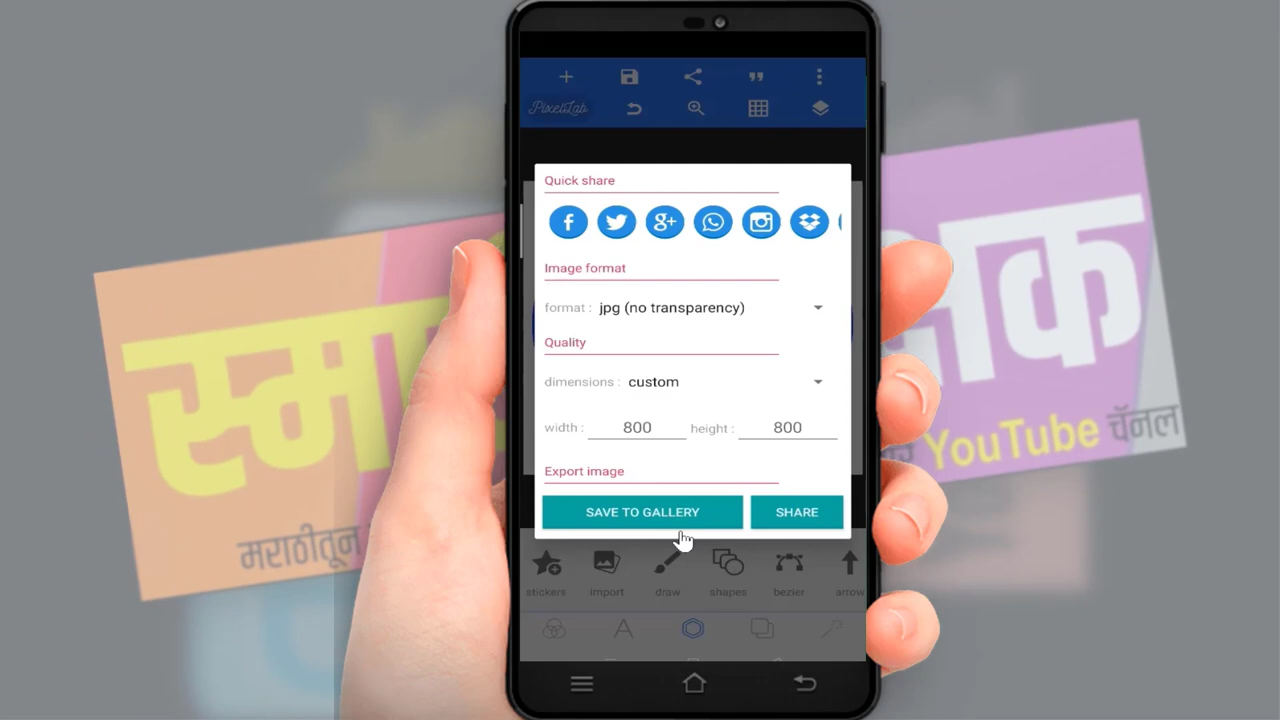 PixelLab
Quick share
f
g+
Image format
format : jpg (no transparency)
Quality
dimensions : custom
width : 800 height : 800
Export image
SAVE TO GALLERY SHARE
stickers import draw shapes bezier arrow
स्मा
मराठीतून
YouTube चॅनल